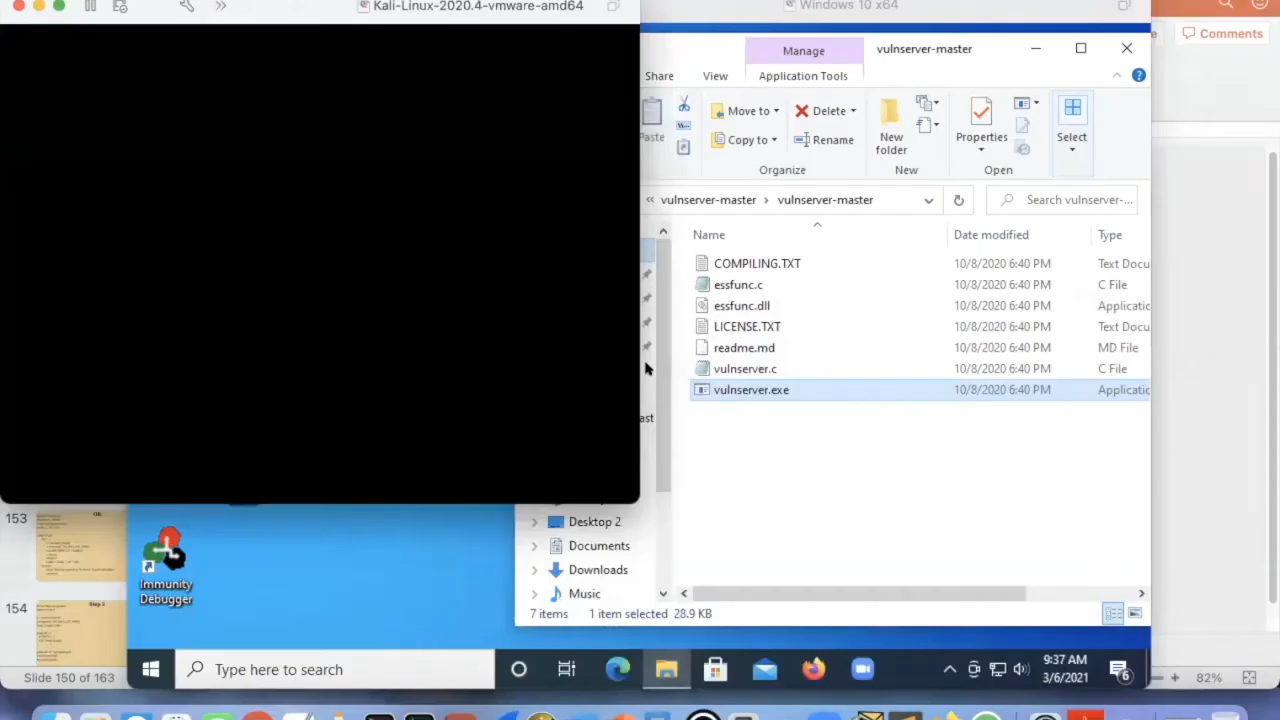 Kali-Linux-2020.4-vmware-amd64
Windows 10 x64
Comments
Manage
vulnserver-master
Share
View
Application Tools
Paste
Move to
Delete
New folder
Properties
Select
Copy to
Rename
Organize
New
Open
« vulnserver-master > vulnserver-master
Search vulnserver-...
Name
Date modified
Type
COMPILING.TXT 10/8/2020 6:40 PM Text Docu
essfunc.c 10/8/2020 6:40 PM C File
essfunc.dll 10/8/2020 6:40 PM Applicatic
LICENSE.TXT 10/8/2020 6:40 PM Text Docu
readme.md 10/8/2020 6:40 PM MD File
vulnserver.c 10/8/2020 6:40 PM C File
vulnserver.exe 10/8/2020 6:40 PM Applicatic
ast
Desktop 2
Documents
Downloads
Music
7 items 1 item selected 28.9 KB
153
Immunity
Debugger
154
Step 3
Slide 150 of 163
Type here to search
9:37 AM
3/6/2021
6
82%